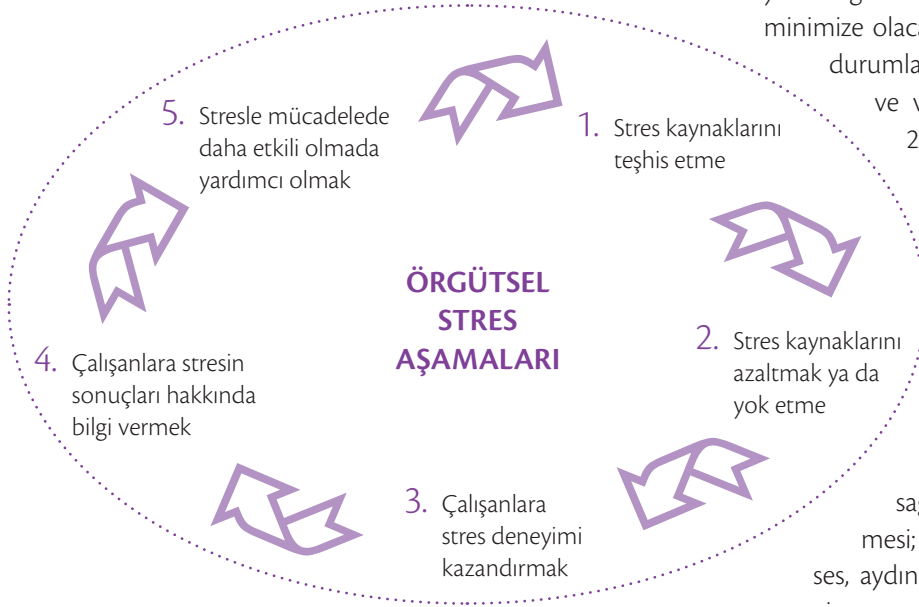 minimize olaca
durumla
ve v
2
5. Stresle mücadelede
daha etkili olmada
yardımcı olmak
1. Stres kaynaklarını
teşhis etme
ÖRGÜTSEL
STRES
AŞAMALARI
2. Stres kaynaklarını
azaltmak ya da
yok etme
4. Çalışanlara stresin
sonuçları hakkında
bilgi vermek
3. Çalışanlara
stres deneyimi
kazandırmak
sağ
mesi;
ses, aydın